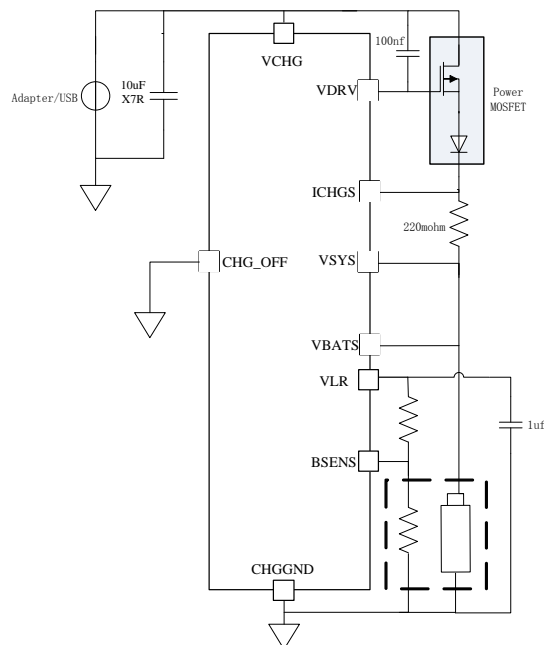 100nf
VCHG
VDRV
Power
MOSFET
Adapter/USB
10uF
X7R
ICHGS
220mohm
CHG_OFF
VSYS
VBATS
VLR
1uf
BSENS
CHGGND